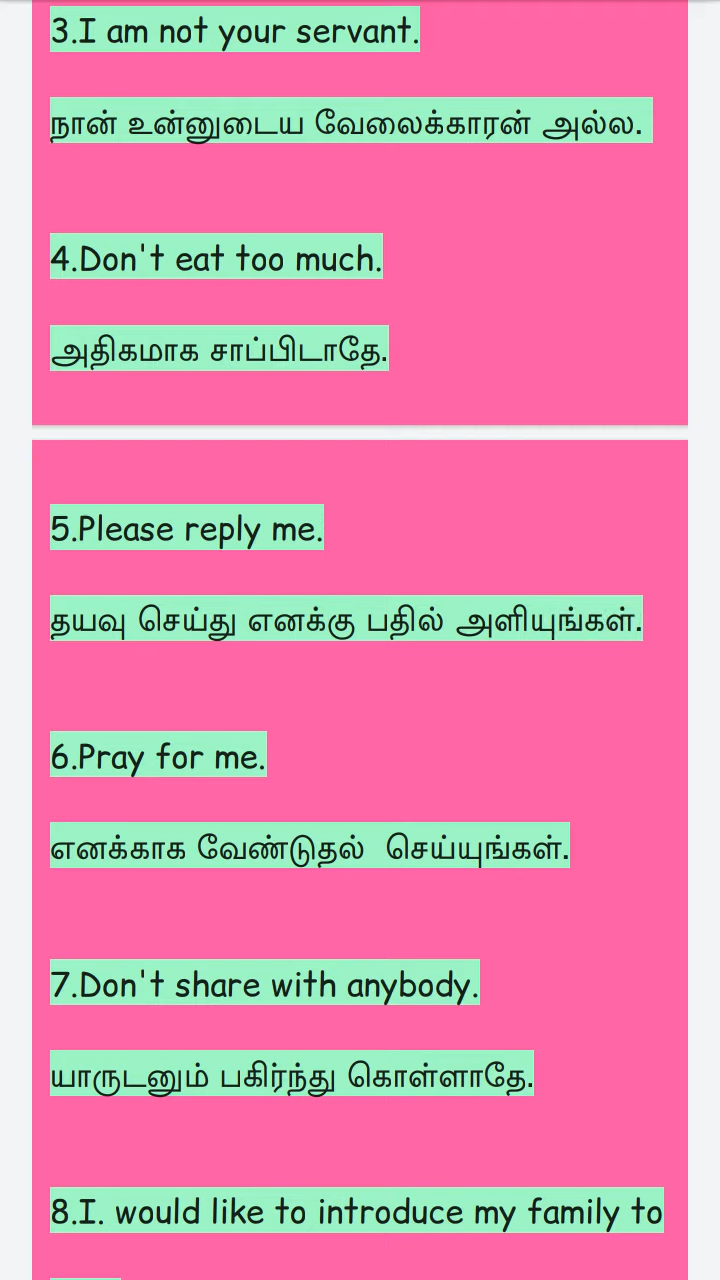 3.I am not your servant.
நான் உன்னுடைய வேலைக்காரன் அல்ல.
4.Don't eat too much.
அதிகமாக சாப்பிடாதே.
5.Please reply me.
தயவு செய்து எனக்கு பதில் அளியுங்கள்.
6.Pray for me.
எனக்காக வேண்டுதல்  செய்யுங்கள்.
7.Don't share with anybody.
யாருடனும் பகிர்ந்து கொள்ளாதே.
8.I. would like to introduce my family to